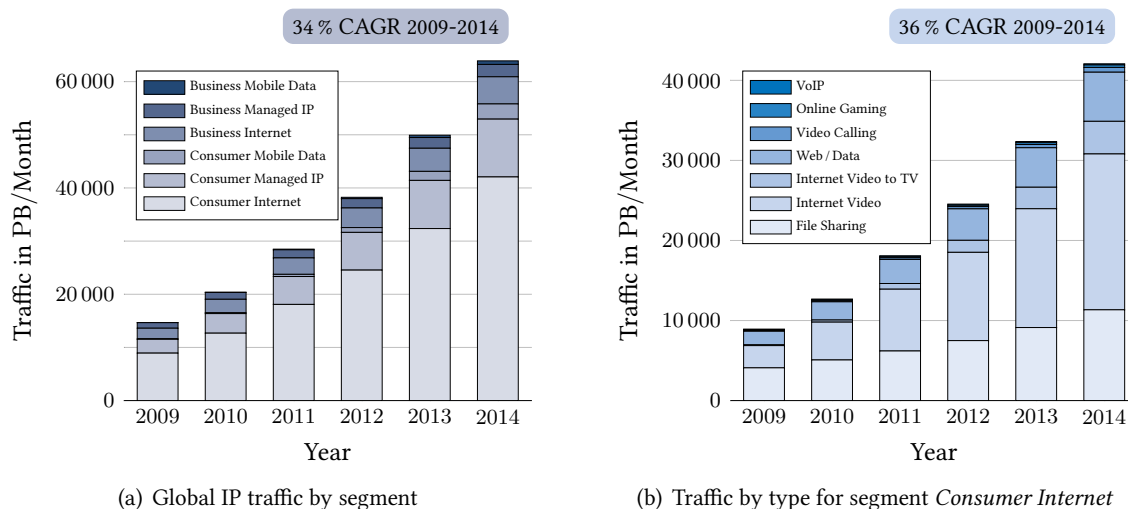 34 % CAGR 2009-2014
60 000
40 000
20 000
0
Traffic in PB/Month
Business Mobile Data
Business Managed IP
Business Internet
Consumer Mobile Data
Consumer Managed IP
Consumer Internet
2009 2010 2011 2012 2013 2014
Year
(a) Global IP traffic by segment
36 % CAGR 2009-2014
40 000
30 000
20 000
10 000
0
Traffic in PB/Month
VoIP
Online Gaming
Video Calling
Web / Data
Internet Video to TV
Internet Video
File Sharing
2009 2010 2011 2012 2013 2014
Year
(b) Traffic by type for segment Consumer Internet